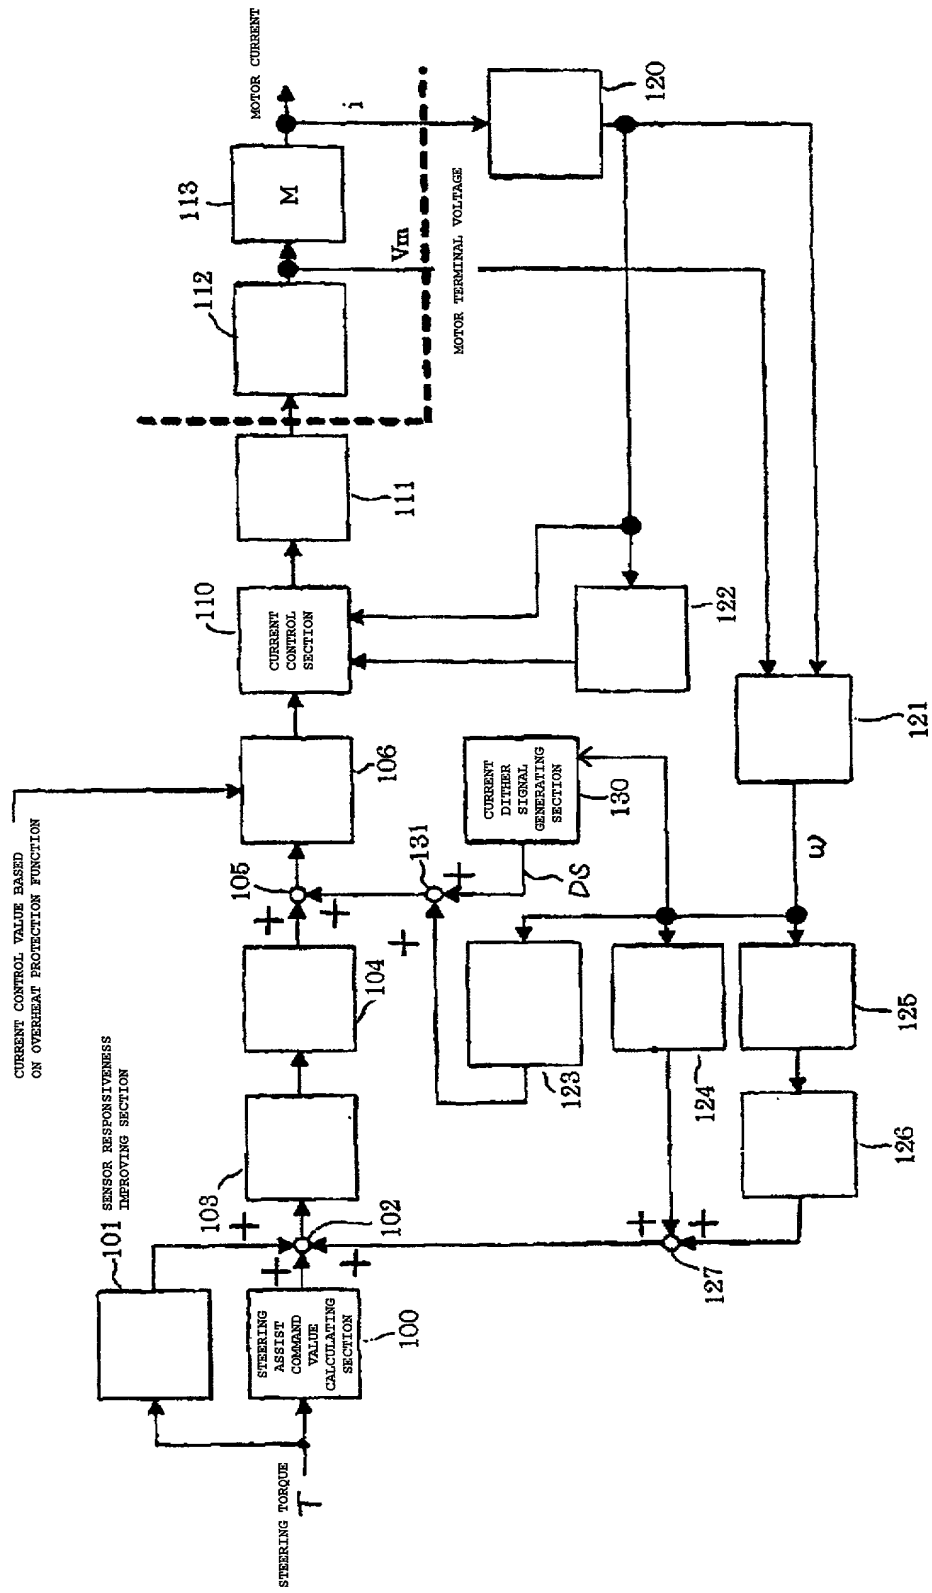 CURRENT CONTROL VALUE BASED
ON OVERHEAT PROTECTION FUNCTION
101
SENSOR RESPONSIVENESS
IMPROVING SECTION
STEERING TORQUE
T
STEERING
ASSIST
COMMAND
VALUE
CALCULATING
SECTION
100
+
+
+
102
103
104
+
+
105
106
110
CURRENT
CONTROL
SECTION
111
112
113
M
MOTOR CURRENT
i
Vm
MOTOR TERMINAL VOLTAGE
120
122
121
ω
CURRENT
DITHER
SIGNAL
GENERATING
SECTION
130
DS
131
+
+
123
124
125
126
127
+
+